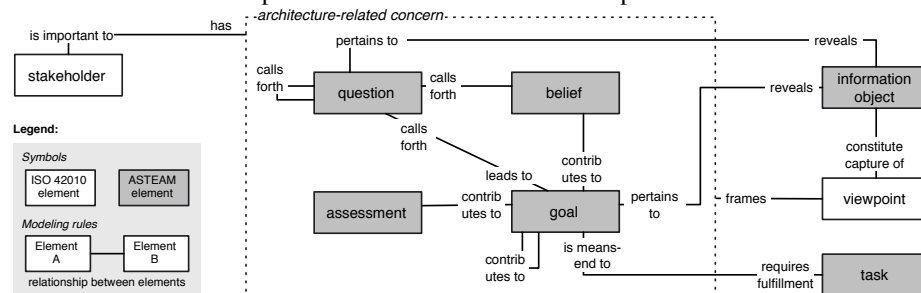 architecture-related concern
is important to
has
pertains to
reveals
stakeholder
calls
forth
question
calls
forth
belief
reveals
information
object
calls
forth
constitute
capture of
Legend:
Symbols
ISO 42010
element
ASTEAM
element
leads to
contrib
utes to
assessment
contrib
utes to
goal
pertains
to
frames
viewpoint
Modeling rules
Element
A
Element
B
relationship between elements
contrib
utes to
is means-
end to
requires
fulfillment
task